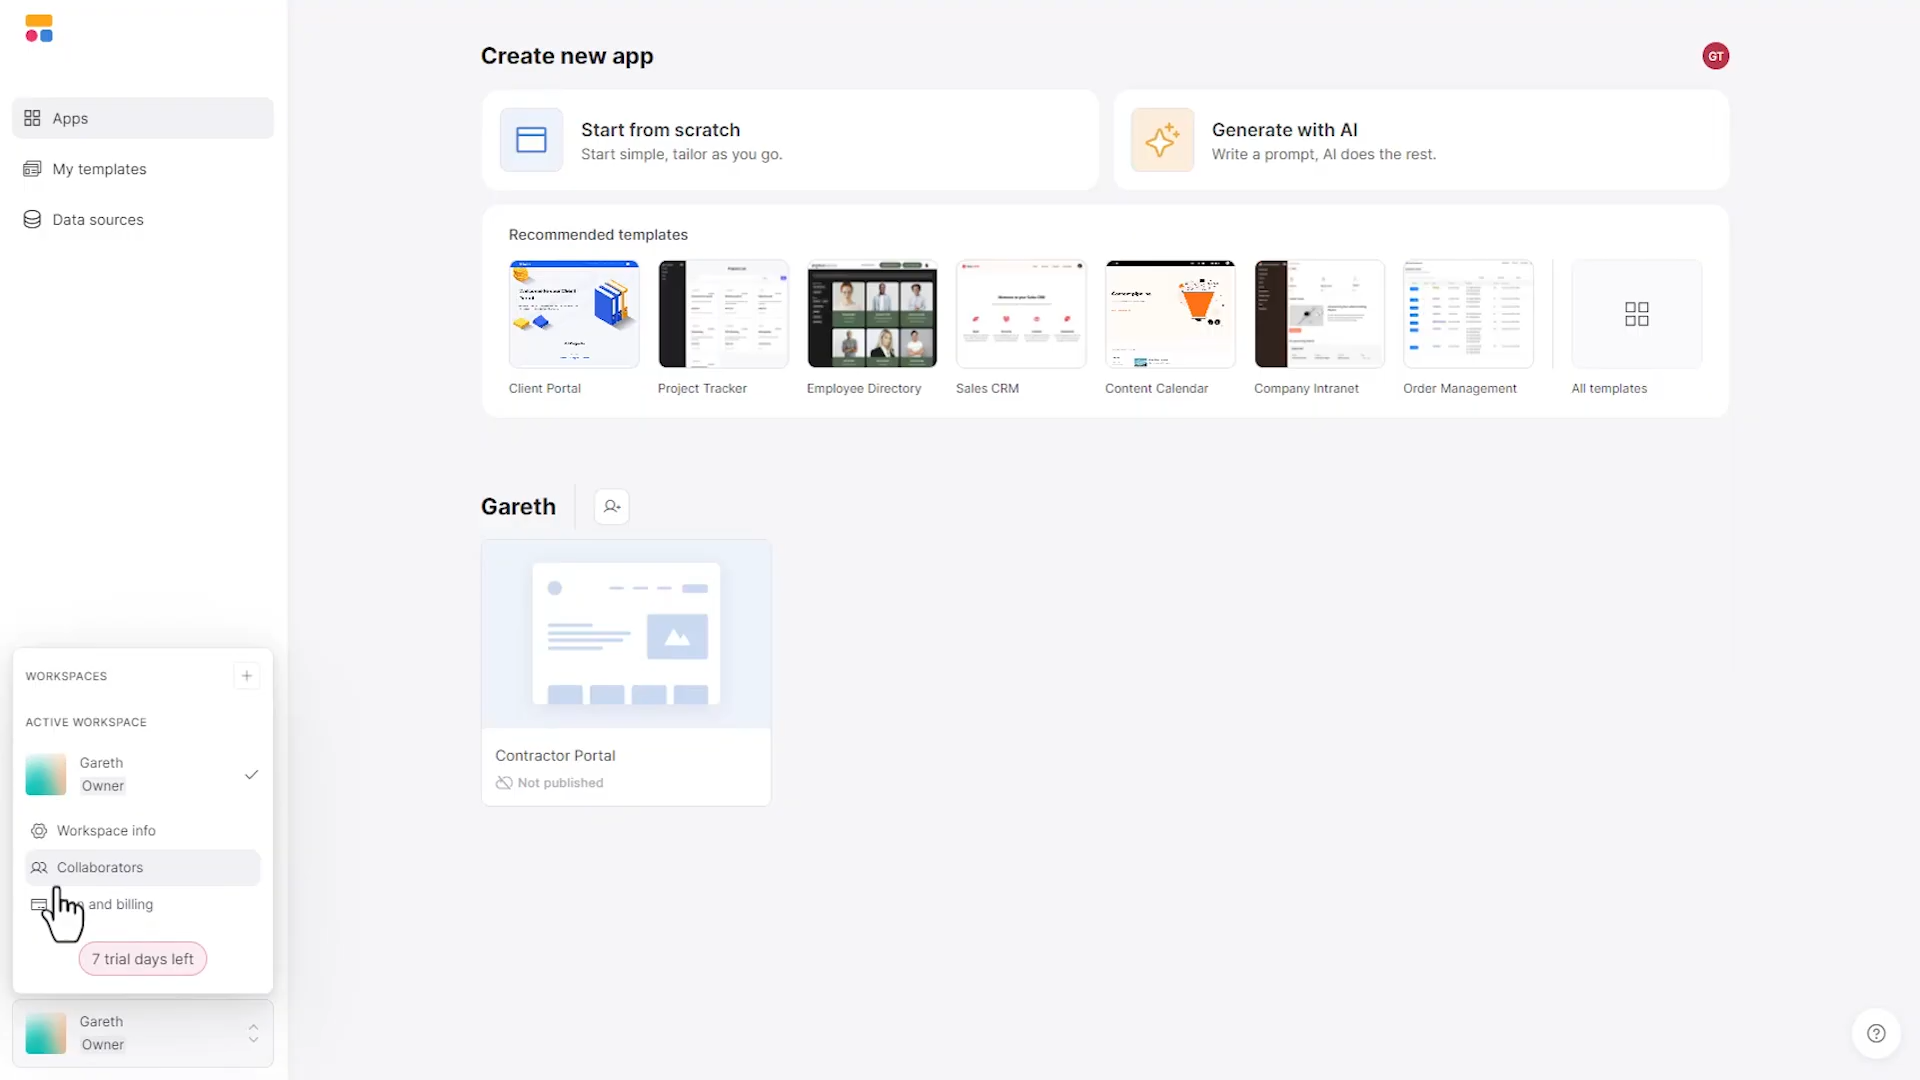 Apps
My templates
Data sources
Create new app
GT
Start from scratch
Start simple, tailor as you go.
Generate with AI
Write a prompt, AI does the rest.
Recommended templates
Client Portal
Project Tracker
Employee Directory
Sales CRM
Content Calendar
Company Intranet
Order Management
All templates
Gareth
Contractor Portal
Not published
WORKSPACES
ACTIVE WORKSPACE
Gareth
Owner
Workspace info
Collaborators
and billing
7 trial days left
Gareth
Owner